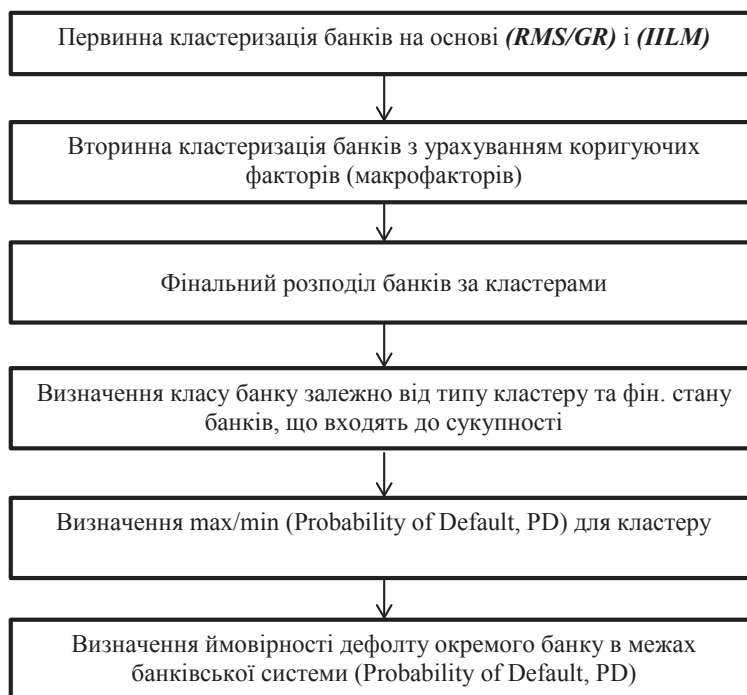 Первинна кластеризація банків на основі (RMS/GR) і (IILM)
Вторинна кластеризація банків з урахуванням коригуючих
факторів (макрофакторів)
Фінальний розподіл банків за кластерами
Визначення класу банку залежно від типу кластеру та фін. стану
банків, що входять до сукупності
Визначення max/min (Probability of Default, PD) для кластеру
Визначення ймовірності дефолту окремого банку в межах
банківської системи (Probability of Default, PD)